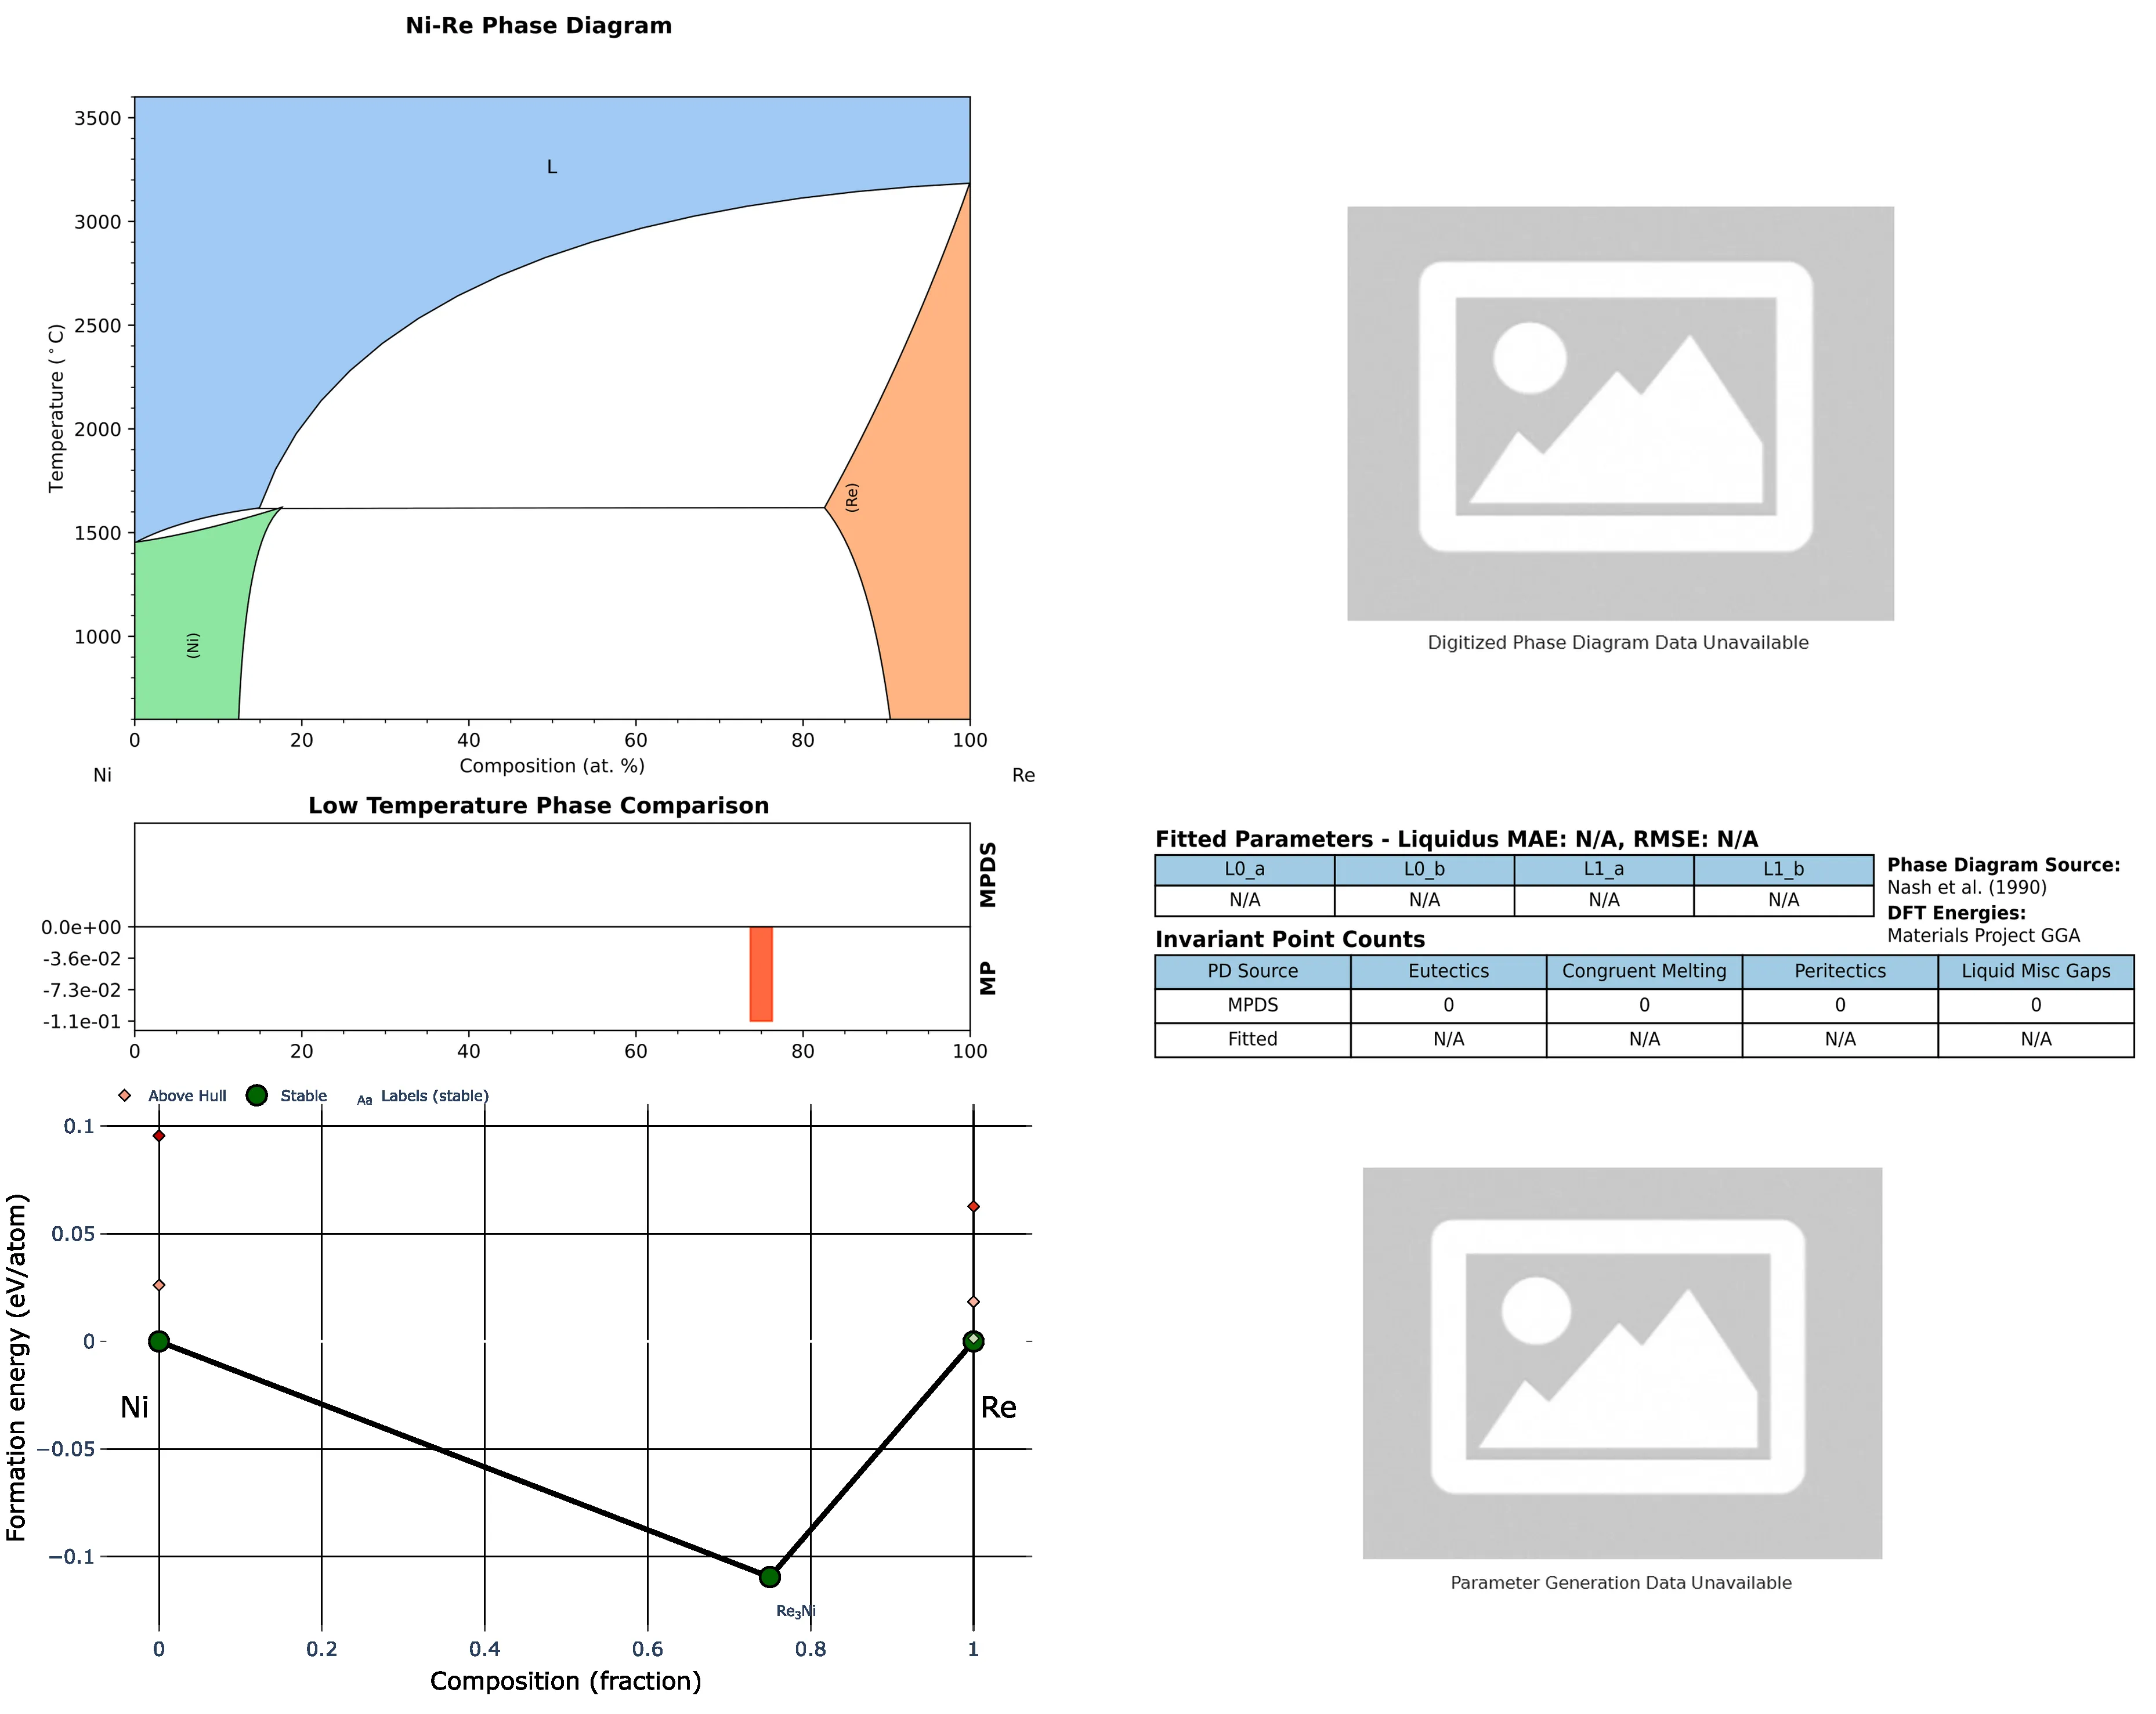 Ni-Re Phase Diagram
3500
3000
2500
2000
1500
1000
Temperature (°C)
L
(Ni)
(Re)
0 20 40 60 80 100
Composition (at. %)
Ni Re
Digitized Phase Diagram Data Unavailable
Low Temperature Phase Comparison
MPDS
MP
0.0e+00
-3.6e-02
-7.3e-02
-1.1e-01
0 20 40 60 80 100
Fitted Parameters - Liquidus MAE: N/A, RMSE: N/A
L0_a L0_b L1_a L1_b
N/A N/A N/A N/A
Phase Diagram Source:
Nash et al. (1990)
DFT Energies:
Materials Project GGA
Invariant Point Counts
PD Source Eutectics Congruent Melting Peritectics Liquid Misc Gaps
MPDS 0 0 0 0
Fitted N/A N/A N/A N/A
Above Hull Stable Aa Labels (stable)
0.1
0.05
0
−0.05
−0.1
Formation energy (eV/atom)
Ni Re
Re₃Ni
0 0.2 0.4 0.6 0.8 1
Composition (fraction)
Parameter Generation Data Unavailable